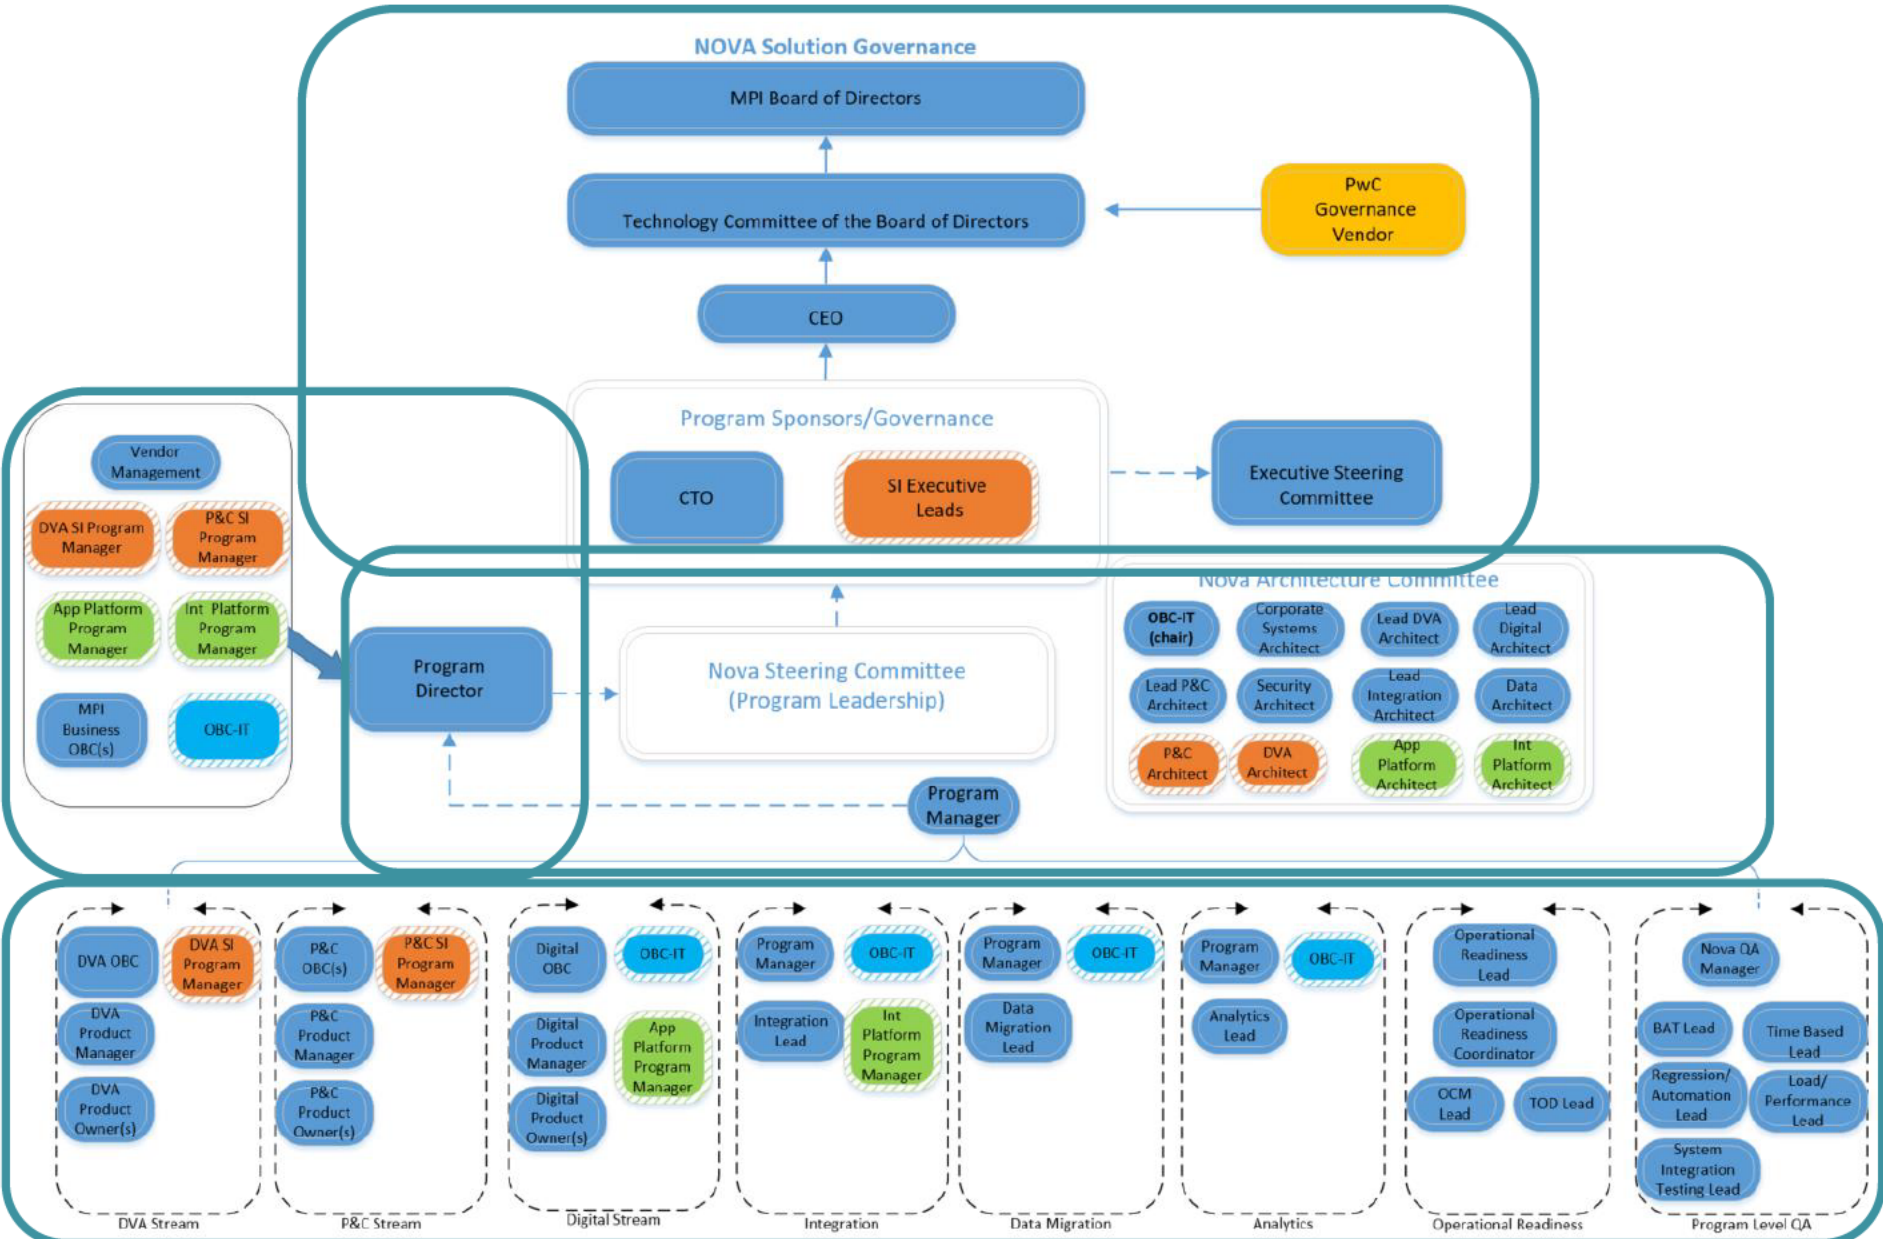 NOVA Solution Governance
MPI Board of Directors
Technology Committee of the Board of Directors
PwC
Governance
Vendor
CEO
Program Sponsors/Governance
CTO
SI Executive
Leads
Executive Steering
Committee
Vendor
Management
DVA SI Program
Manager
P&C SI
Program
Manager
App Platform
Program
Manager
Int Platform
Program
Manager
MPI
Business
OBC(s)
OBC-IT
Program
Director
Nova Steering Committee
(Program Leadership)
Program
Manager
Nova Architecture Committee
OBC-IT
(chair)
Corporate
Systems
Architect
Lead DVA
Architect
Lead
Digital
Architect
Lead P&C
Architect
Security
Architect
Lead
Integration
Architect
Data
Architect
P&C
Architect
DVA
Architect
App
Platform
Architect
Int
Platform
Architect
DVA OBC
DVA SI
Program
Manager
DVA
Product
Manager
DVA
Product
Owner(s)
DVA Stream
P&C
OBC(s)
P&C SI
Program
Manager
P&C
Product
Manager
P&C
Product
Owner(s)
P&C Stream
Digital
OBC
OBC-IT
Digital
Product
Manager
App
Platform
Program
Manager
Digital
Product
Owner(s)
Digital Stream
Program
Manager
OBC-IT
Integration
Lead
Int
Platform
Program
Manager
Integration
Program
Manager
OBC-IT
Data
Migration
Lead
Data Migration
Program
Manager
OBC-IT
Analytics
Lead
Analytics
Operational
Readiness
Lead
Operational
Readiness
Coordinator
OCM
Lead
TOD Lead
Operational Readiness
Nova QA
Manager
BAT Lead
Time Based
Lead
Regression/
Automation
Lead
Load/
Performance
Lead
System
Integration
Testing Lead
Program Level QA